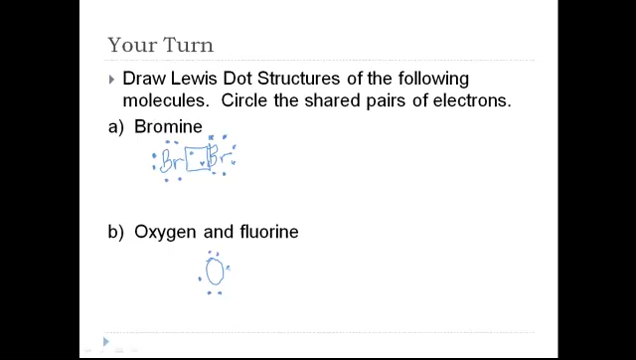 Your Turn
Draw Lewis Dot Structures of the following
molecules. Circle the shared pairs of electrons.
a) Bromine
Br Br
b) Oxygen and fluorine
O